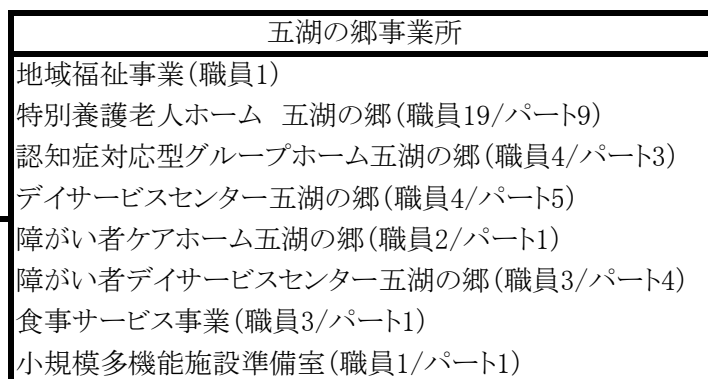 五湖の郷事業所
地域福祉事業(職員1)
特別養護老人ホーム　五湖の郷(職員19/パート9)
認知症対応型グループホーム五湖の郷(職員4/パート3)
デイサービスセンター五湖の郷(職員4/パート5)
障がい者ケアホーム五湖の郷(職員2/パート1)
障がい者デイサービスセンター五湖の郷(職員3/パート4)
食事サービス事業(職員3/パート1)
小規模多機能施設準備室(職員1/パート1)